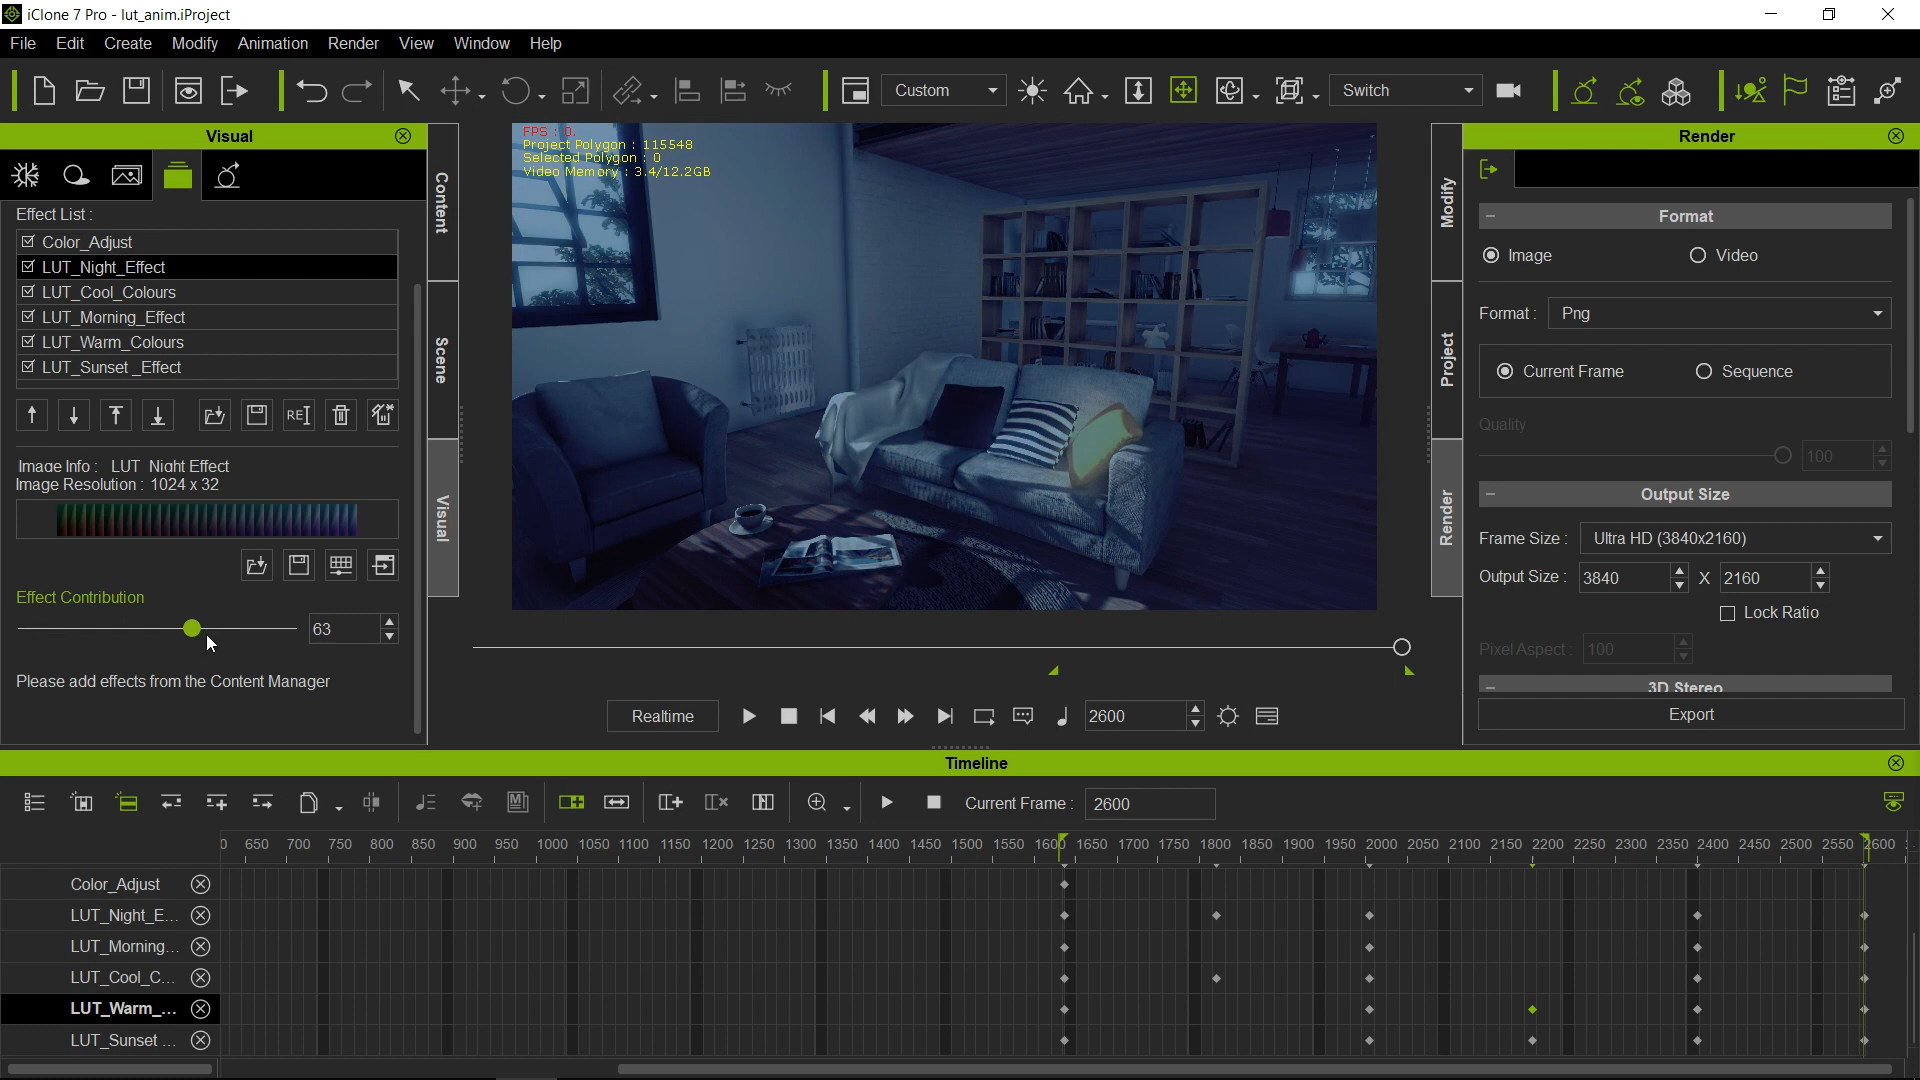 iClone 7 Pro - lut_anim.iProject
File Edit Create Modify Animation Render View Window Help
Custom
Switch
Visual
Effect List :
Color_Adjust
LUT_Night_Effect
LUT_Cool_Colours
LUT_Morning_Effect
LUT_Warm_Colours
LUT_Sunset _Effect
REI
Image Info : LUT Night Effect
Image Resolution : 1024 x 32
Effect Contribution
63
Please add effects from the Content Manager
Content
Scene
Visual
FPS : 0.
Project Polygon : 115548
Selected Polygon : 0
Video Memory : 3.4/12.2GB
Realtime
2600
Modify
Project
Render
Render
Format
Image Video
Format : Png
Current Frame Sequence
Quality
100
Output Size
Frame Size : Ultra HD (3840x2160)
Output Size : 3840 X 2160
Lock Ratio
Pixel Aspect : 100
3D Stereo
Export
Timeline
Current Frame : 2600
0 650 700 750 800 850 900 950 1000 1050 1100 1150 1200 1250 1300 1350 1400 1450 1500 1550 1600 1650 1700 1750 1800 1850 1900 1950 2000 2050 2100 2150 2200 2250 2300 2350 2400 2450 2500 2550 2600
Color_Adjust
LUT_Night_E...
LUT_Morning...
LUT_Cool_C...
LUT_Warm_...
LUT_Sunset ...